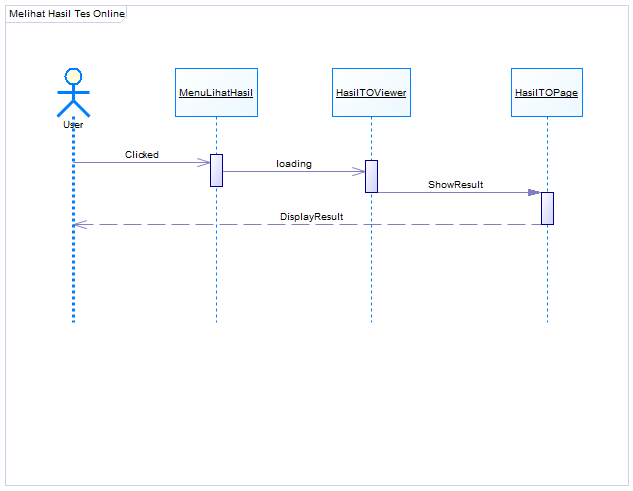 Melihat Hasil Tes Online
User
MenuLihatHasil
HasilTOViewer
HasilTOPage
Clicked
loading
ShowResult
DisplayResult